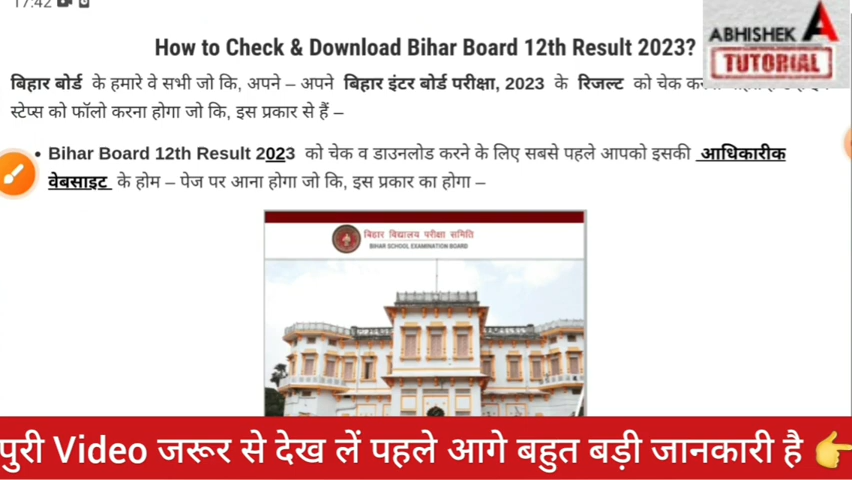 17:42
ABHISHEK A
TUTORIAL
How to Check & Download Bihar Board 12th Result 2023?
बिहार बोर्ड के हमारे वे सभी जो कि, अपने – अपने बिहार इंटर बोर्ड परीक्षा, 2023 के रिजल्ट को चेक
स्टेप्स को फॉलो करना होगा जो कि, इस प्रकार से हैं –
• Bihar Board 12th Result 2023 को चेक व डाउनलोड करने के लिए सबसे पहले आपको इसकी आधिकारीक
वेबसाइट के होम – पेज पर आना होगा जो कि, इस प्रकार का होगा –
बिहार विद्यालय परीक्षा समिति
BIHAR SCHOOL EXAMINATION BOARD
पुरी Video जरूर से देख लें पहले आगे बहुत बड़ी जानकारी है 👉